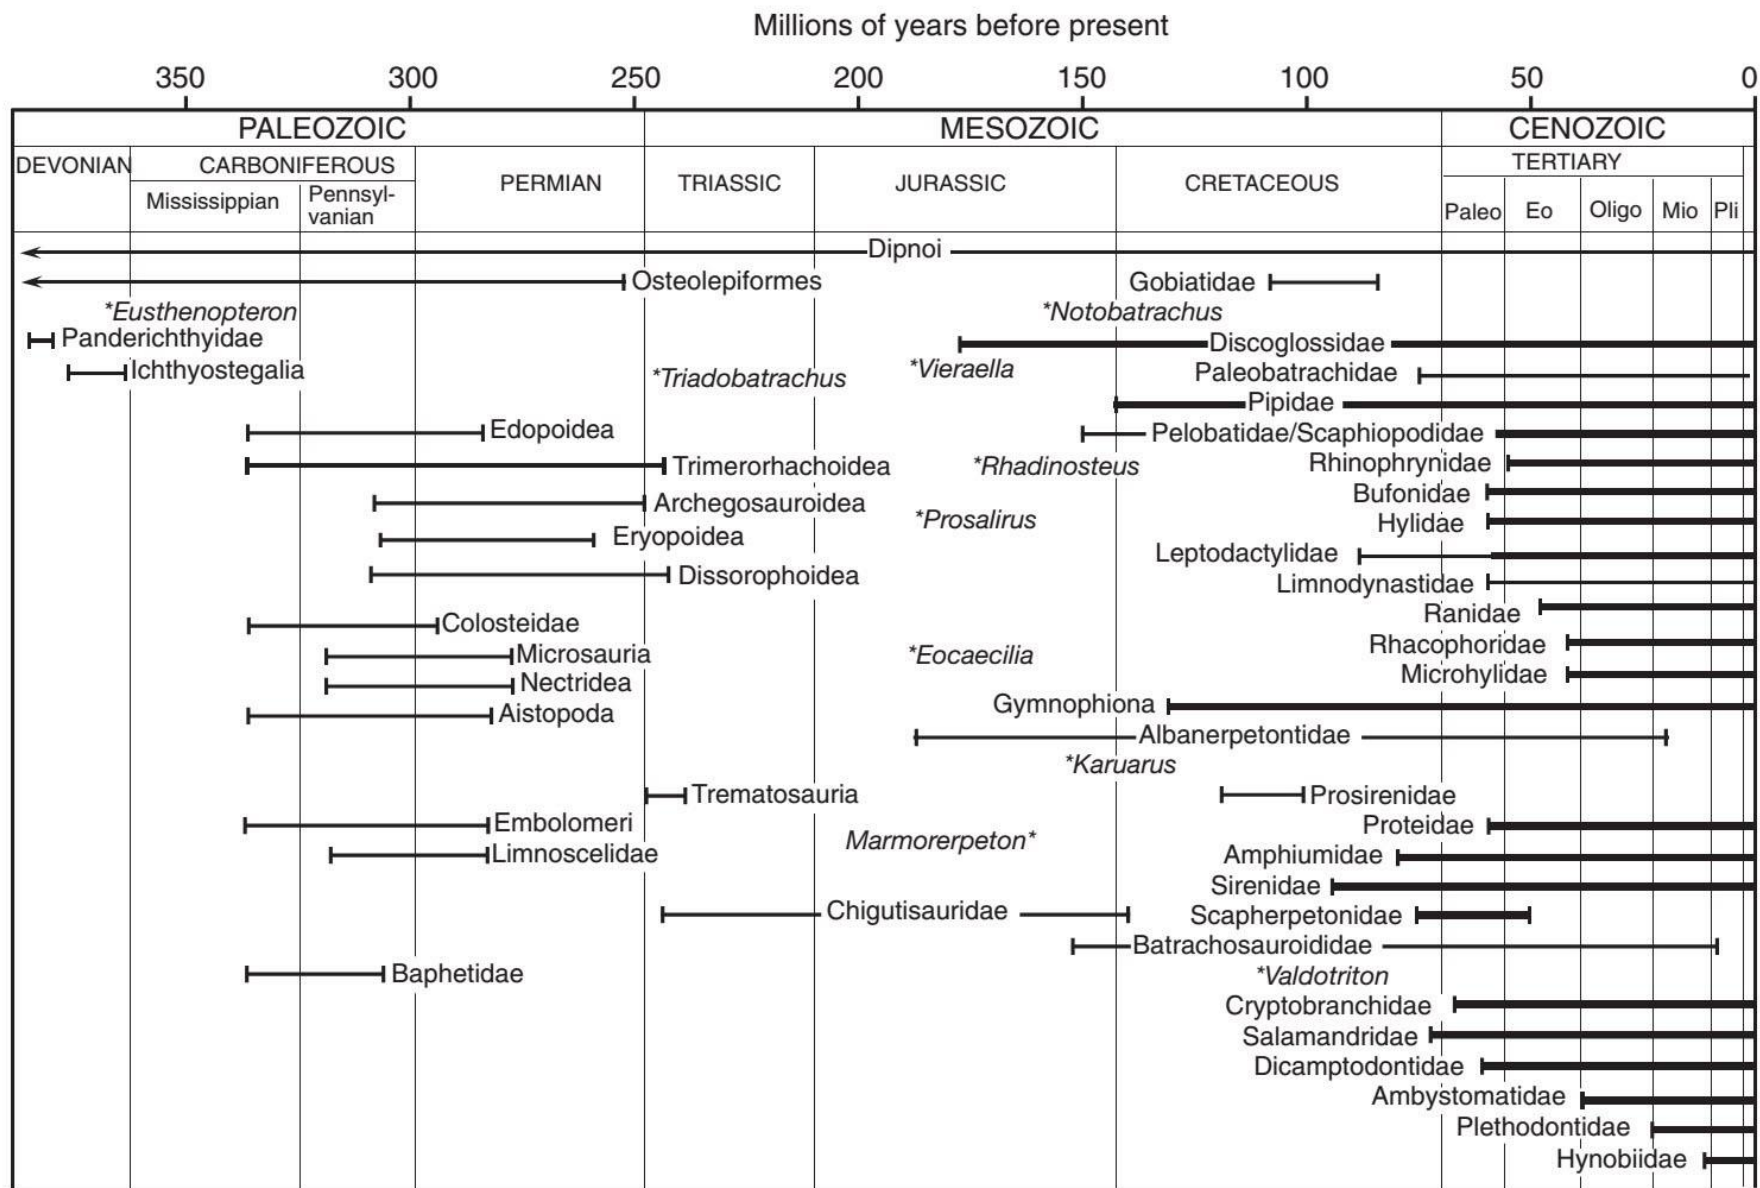 Millions of years before present
350 300 250 200 150 100 50 0
PALEOZOIC MESOZOIC CENOZOIC
DEVONIAN CARBONIFEROUS PERMIAN TRIASSIC JURASSIC CRETACEOUS TERTIARY
Mississippian Pennsyl-
vanian
Paleo Eo Oligo Mio Pli
Dipnoi
Osteolepiformes Gobiatidae
*Eusthenopteron *Notobatrachus
Panderichthyidae Discoglossidae
Ichthyostegalia *Triadobatrachus *Vieraella Paleobatrachidae
Pipidae
Edopoidea Pelobatidae/Scaphiopodidae
Trimerorhachoidea *Rhadinosteus Rhinophrynidae
Archegosauroidea Bufonidae
*Prosalirus Hylidae
Eryopoidea Leptodactylidae
Dissorophoidea Limnodynastidae
Colosteidae Ranidae
Microsauria *Eocaecilia Rhacophoridae
Nectridea Microhylidae
Aistopoda Gymnophiona
Albanerpetontidae
*Karuarus
Trematosauria Prosirenidae
Embolomeri Marmorerpeton* Proteidae
Limnoscelidae Amphiumidae
Sirenidae
Chigutisauridae Scapherpetonidae
Batrachosauroididae
Baphetidae *Valdotriton
Cryptobranchidae
Salamandridae
Dicamptodontidae
Ambystomatidae
Plethodontidae
Hynobiidae